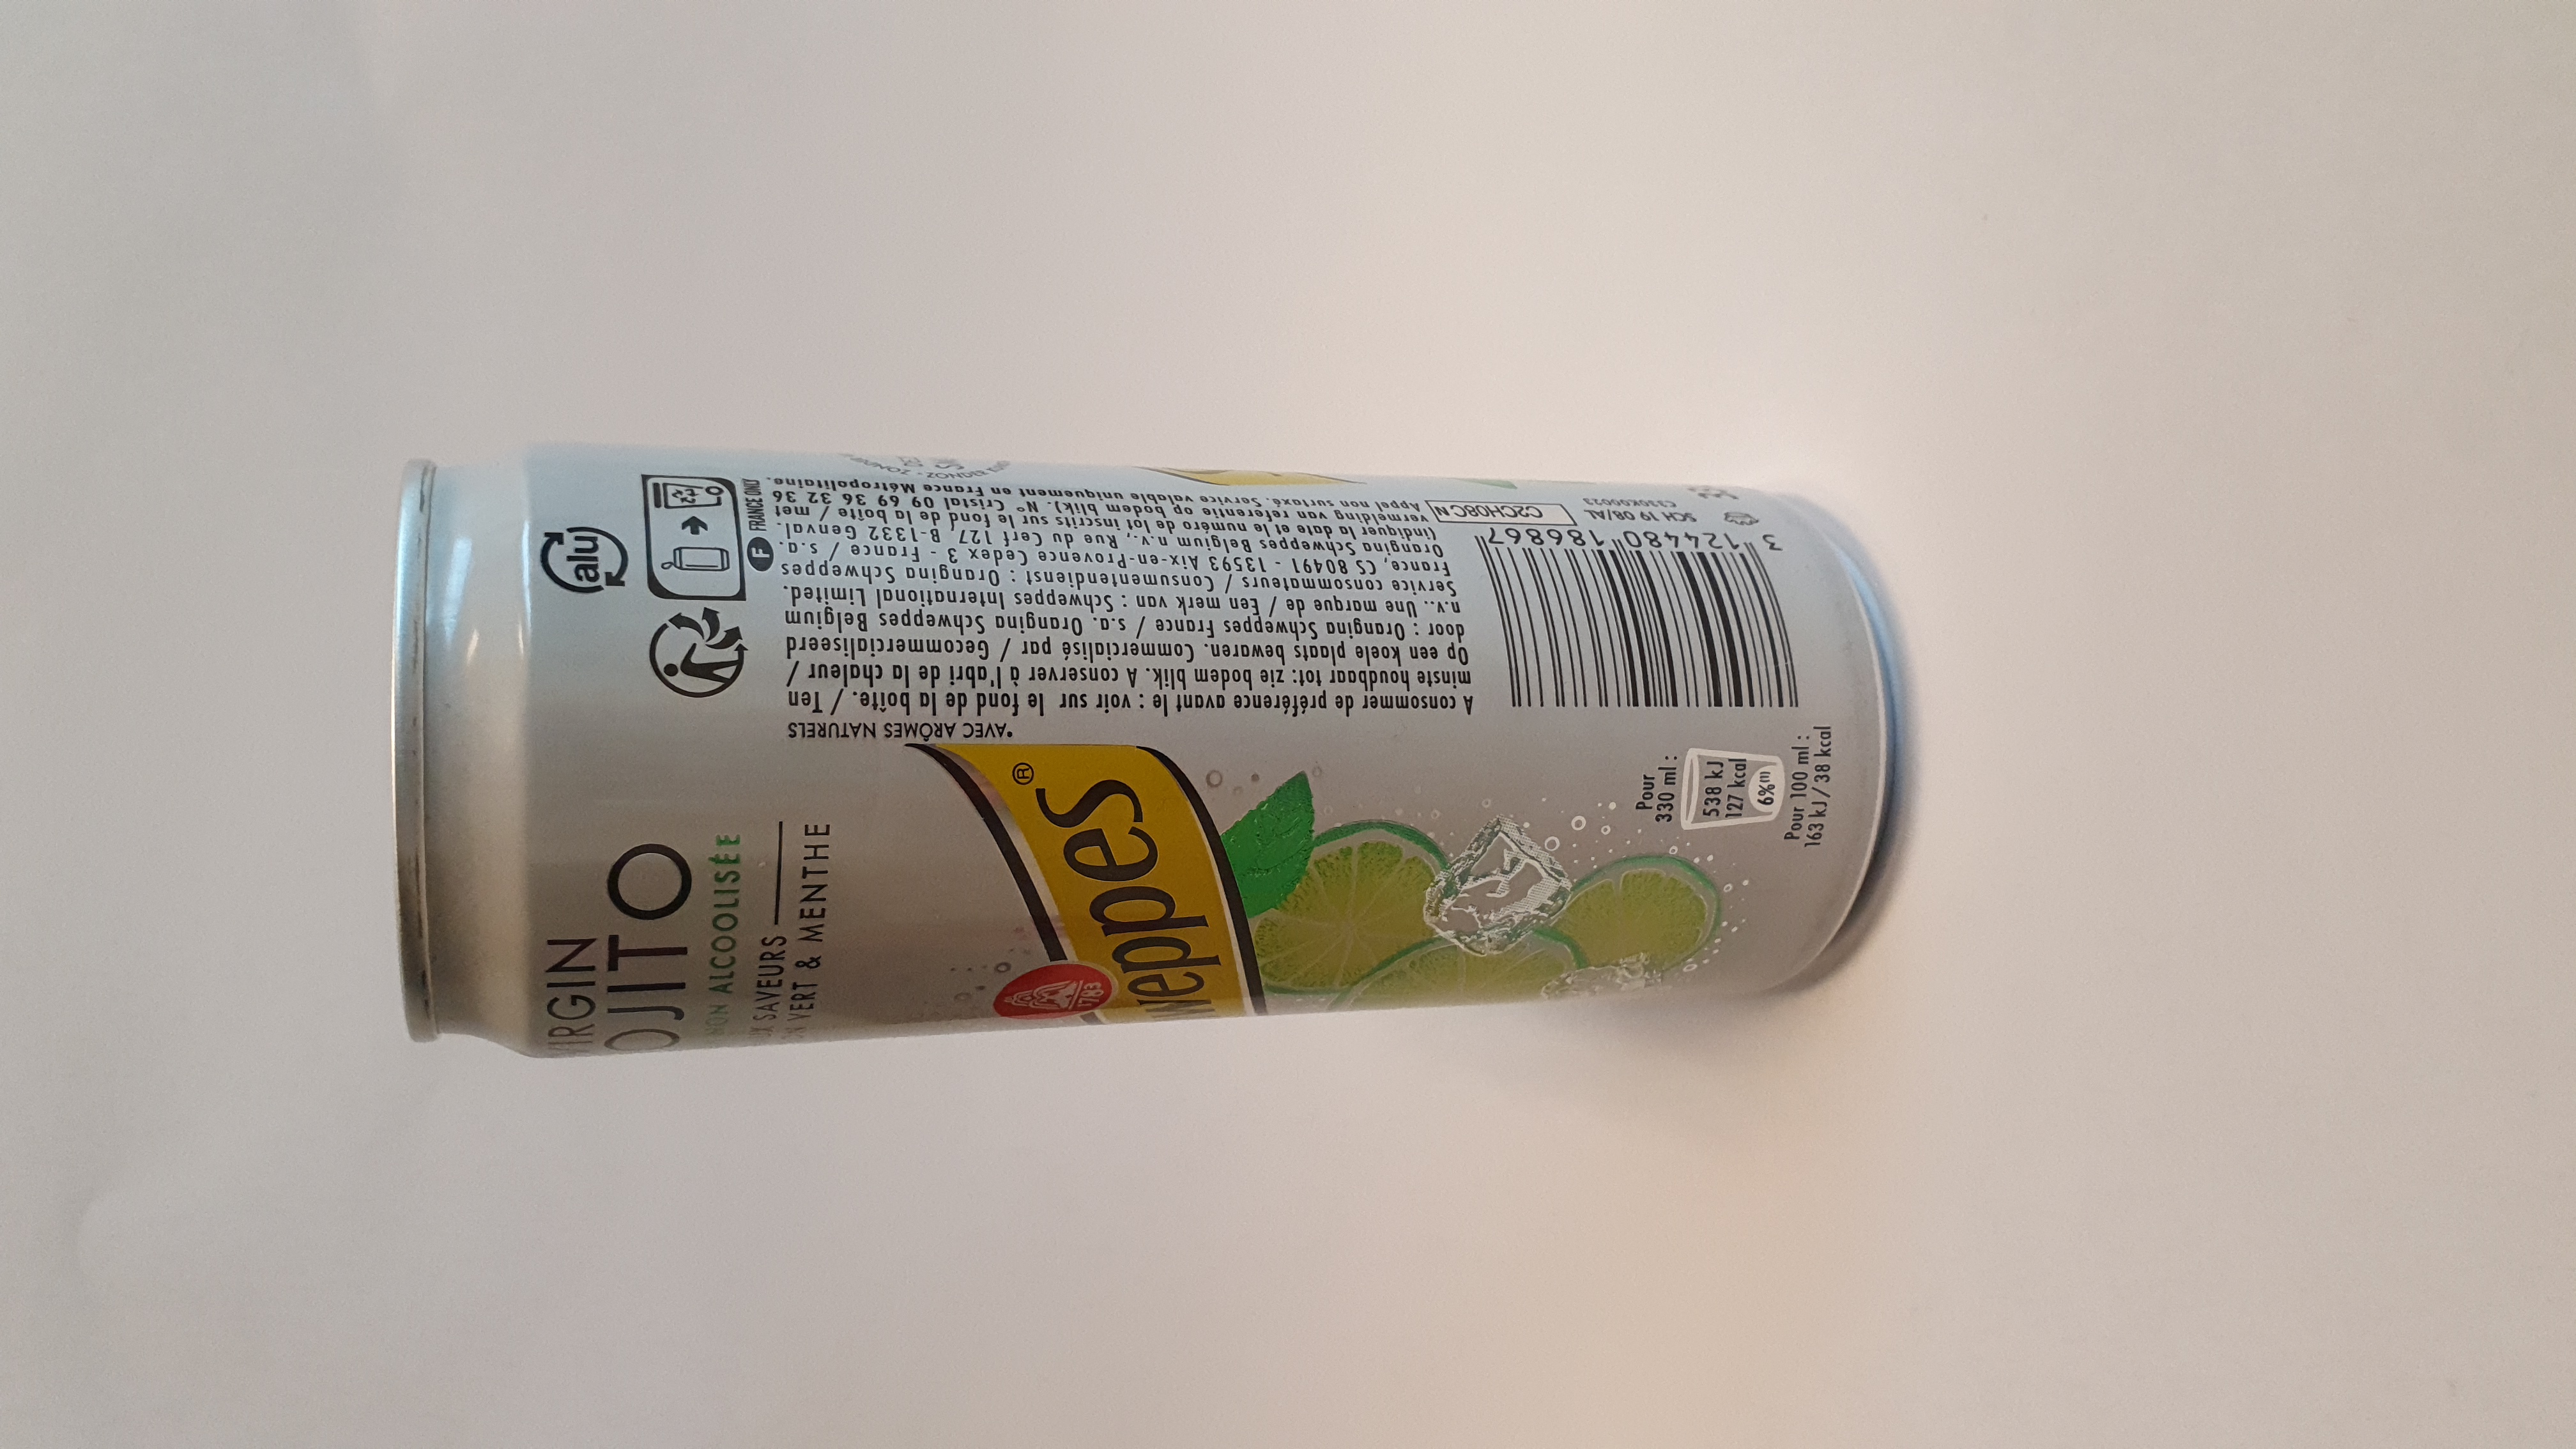 VIRGIN
OJITO
NON ALCOOLISÉE
SAVEURS
VERT & MENTHE
1783
weppes®
Pour
330 ml :
538 kJ
127 kcal
6%(1)
Pour 100 ml :
163 kJ / 38 kcal
alu
F FRANCE ONLY
*AVEC ARÔMES NATURELS
A consommer de préférence avant le : voir sur le fond de la boîte. / Ten
minste houdbaar tot: zie bodem blik. A conserver à l'abri de la chaleur /
Op een koele plaats bewaren. Commercialisé par / Gecommercialiseerd
door : Orangina Schweppes France / s.a. Orangina Schweppes Belgium
n.v.. Une marque de / Een merk van : Schweppes International Limited.
Service consommateurs / Consumentendienst : Orangina Schweppes
France, CS 80491 - 13593 Aix-en-Provence Cedex 3 - France / s.a.
Orangina Schweppes Belgium n.v., Rue du Cerf 127, B-1332 Genval.
(indiquer la date et le numéro de lot inscrits sur le fond de la boîte / met
vermelding van referentie op bodem blik). N° Cristal 09 69 36 32 36
Appel non surtaxé. Service valable uniquement en France Métropolitaine.
3 124480 186867
C2CH08CN
SCH 19 08/AL